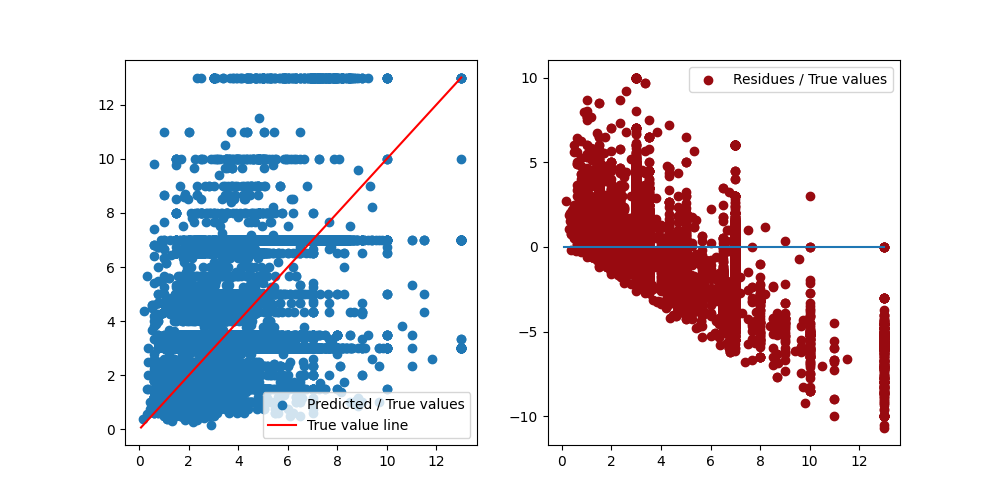 12
10
8
6
4
2
0
0 2 4 6 8 10 12
Predicted / True values
True value line
10
5
0
−5
−10
0 2 4 6 8 10 12
Residues / True values